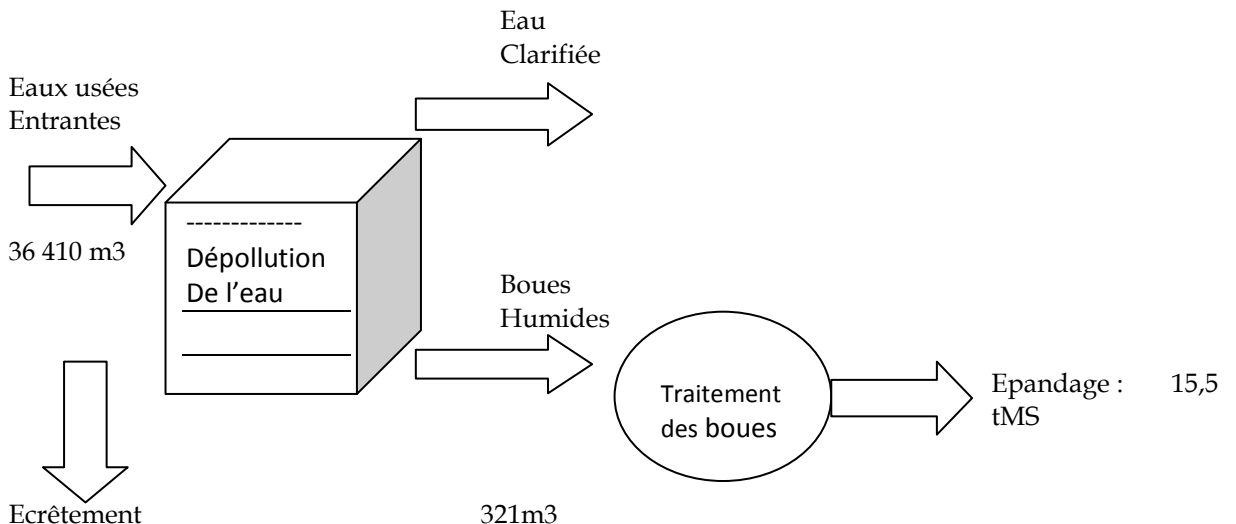 Eau
Clarifiée
Eaux usées
Entrantes
36 410 m3
-------------
Dépollution
De l’eau
Boues
Humides
Traitement
des boues
Epandage : 15,5
tMS
Ecrêtement 321m3